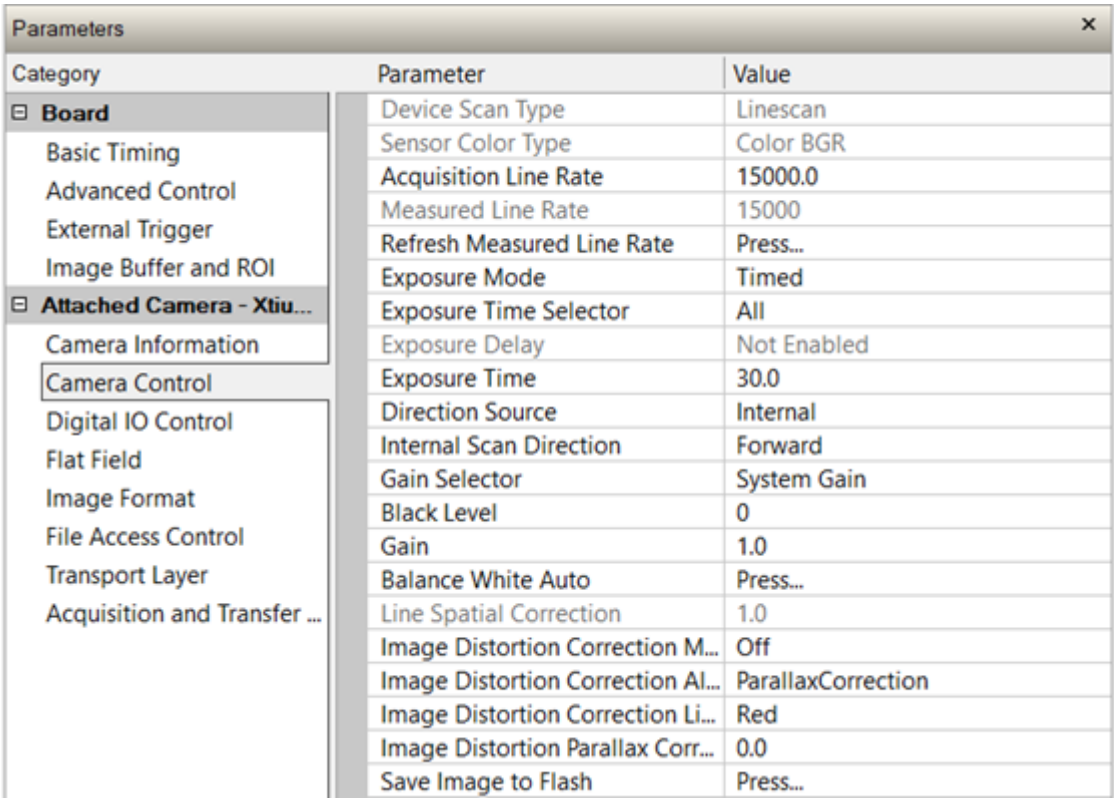 Parameters ×
Category Parameter Value
Board
Basic Timing
Advanced Control
External Trigger
Image Buffer and ROI
Attached Camera - Xtiu...
Camera Information
Camera Control
Digital IO Control
Flat Field
Image Format
File Access Control
Transport Layer
Acquisition and Transfer ...
Device Scan Type Linescan
Sensor Color Type Color BGR
Acquisition Line Rate 15000.0
Measured Line Rate 15000
Refresh Measured Line Rate Press...
Exposure Mode Timed
Exposure Time Selector All
Exposure Delay Not Enabled
Exposure Time 30.0
Direction Source Internal
Internal Scan Direction Forward
Gain Selector System Gain
Black Level 0
Gain 1.0
Balance White Auto Press...
Line Spatial Correction 1.0
Image Distortion Correction M... Off
Image Distortion Correction Al... ParallaxCorrection
Image Distortion Correction Li... Red
Image Distortion Parallax Corr... 0.0
Save Image to Flash Press...